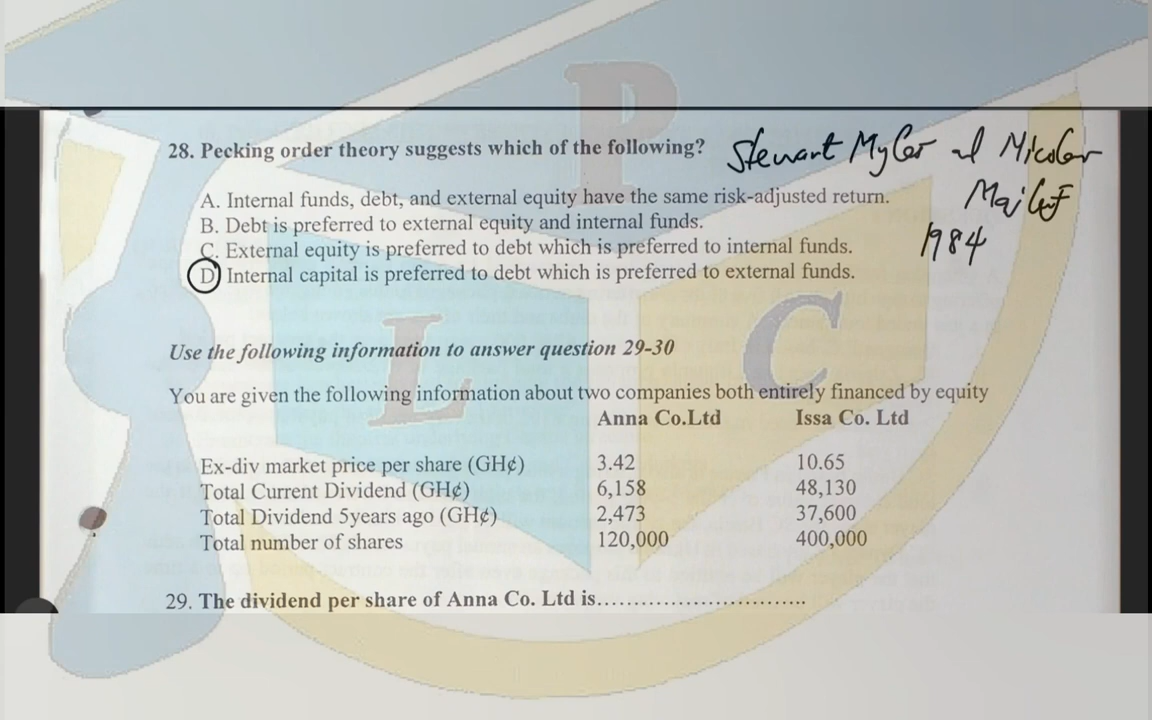 P
L
C
28. Pecking order theory suggests which of the following?
Stewart
1984
A. Internal funds, debt, and external equity have the same risk-adjusted return.
B. Debt is preferred to external equity and internal funds.
C. External equity is preferred to debt which is preferred to internal funds.
D Internal capital is preferred to debt which is preferred to external funds.
Use the following information to answer question 29-30
You are given the following information about two companies both entirely financed by equity
Anna Co.Ltd Issa Co. Ltd
Ex-div market price per share (GH¢) 3.42 10.65
Total Current Dividend (GH¢) 6,158 48,130
Total Dividend 5years ago (GH¢) 2,473 37,600
Total number of shares 120,000 400,000
29. The dividend per share of Anna Co. Ltd is...........................